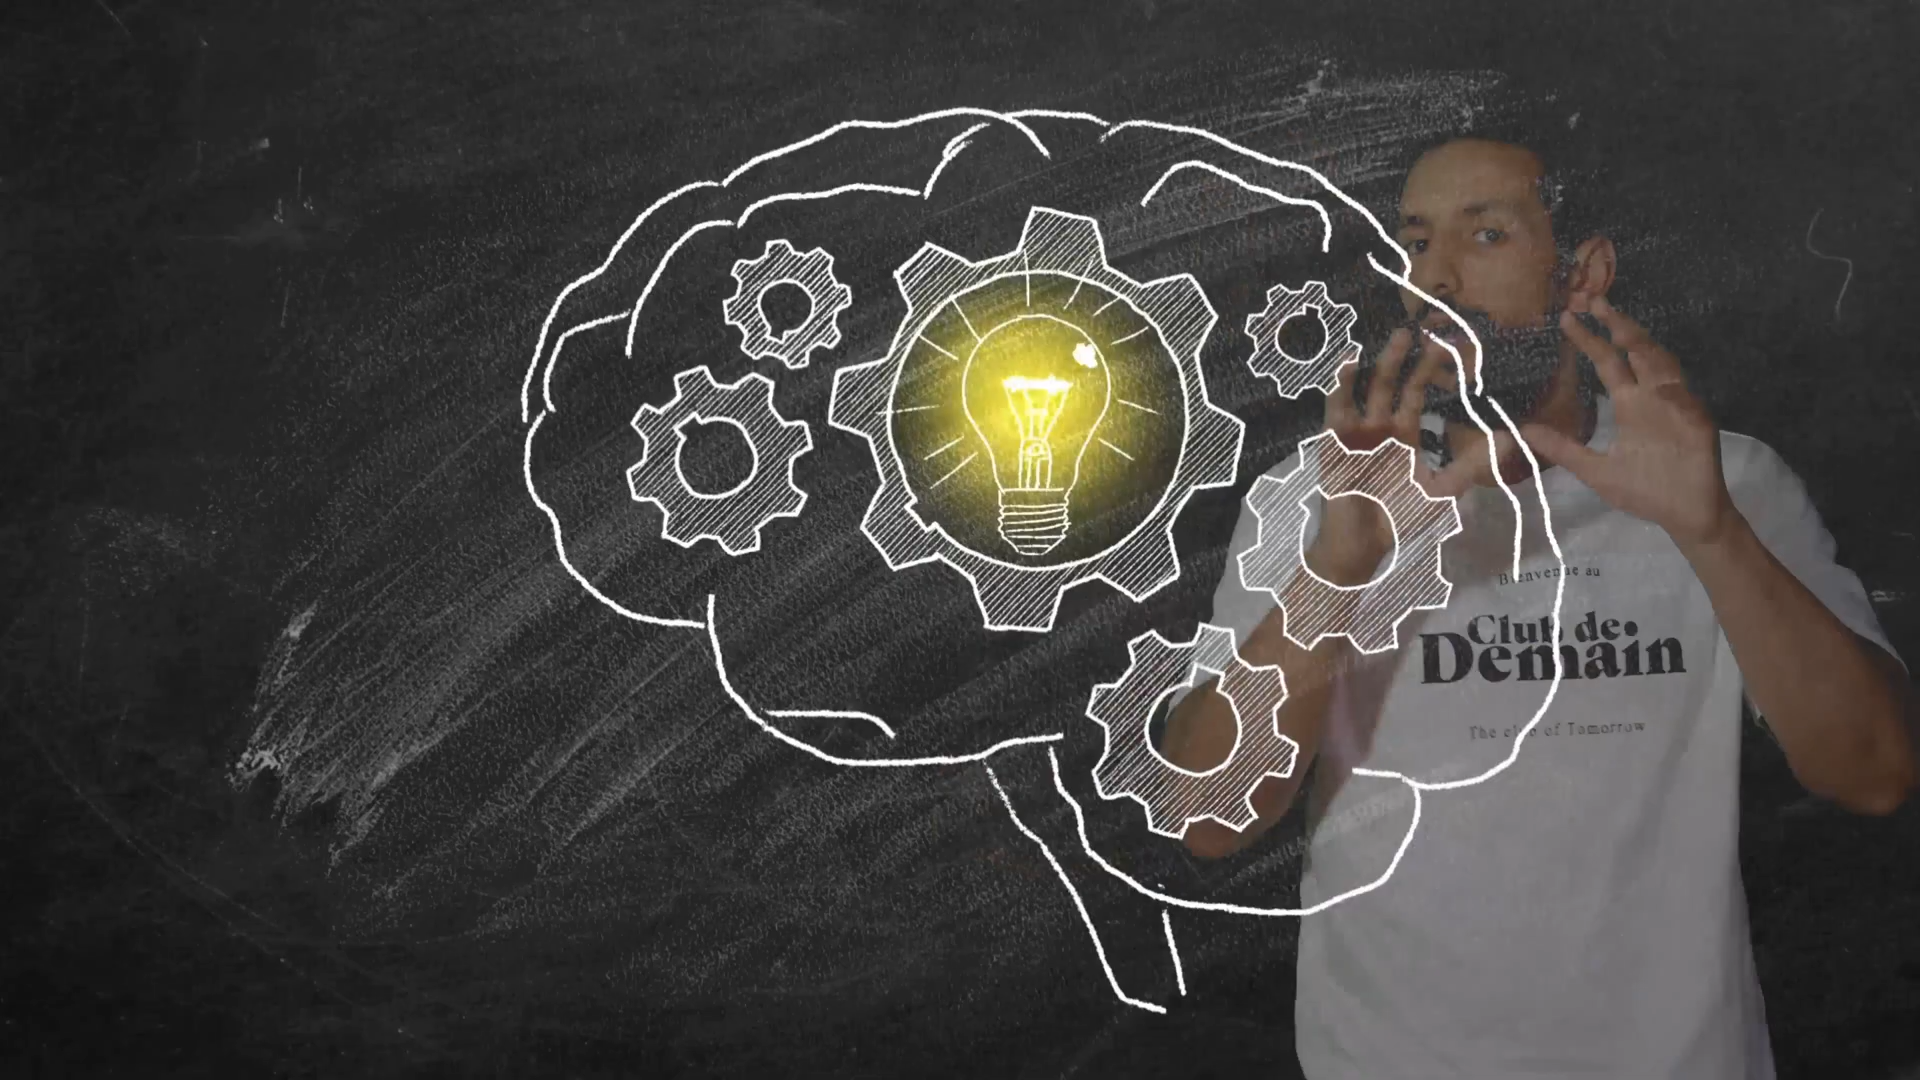 Bienvenue au
Club de
Demain
The club of Tomorrow